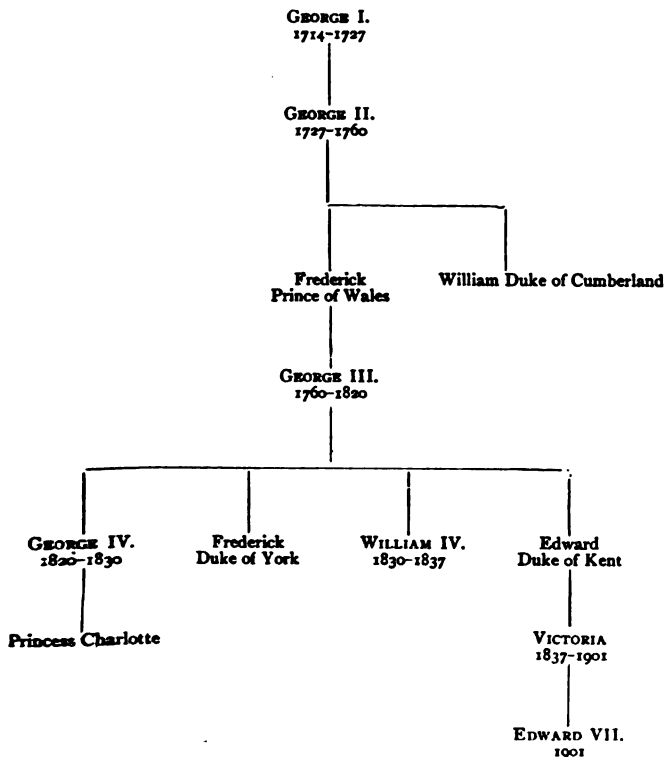 GEORGE I.
1714-1727
GEORGE II.
1727-1760
Frederick
Prince of Wales
William Duke of Cumberland
GEORGE III.
1760-1820
GEORGE IV.
1820-1830
Frederick
Duke of York
WILLIAM IV.
1830-1837
Edward
Duke of Kent
Princess Charlotte
VICTORIA
1837-1901
EDWARD VII.
1901